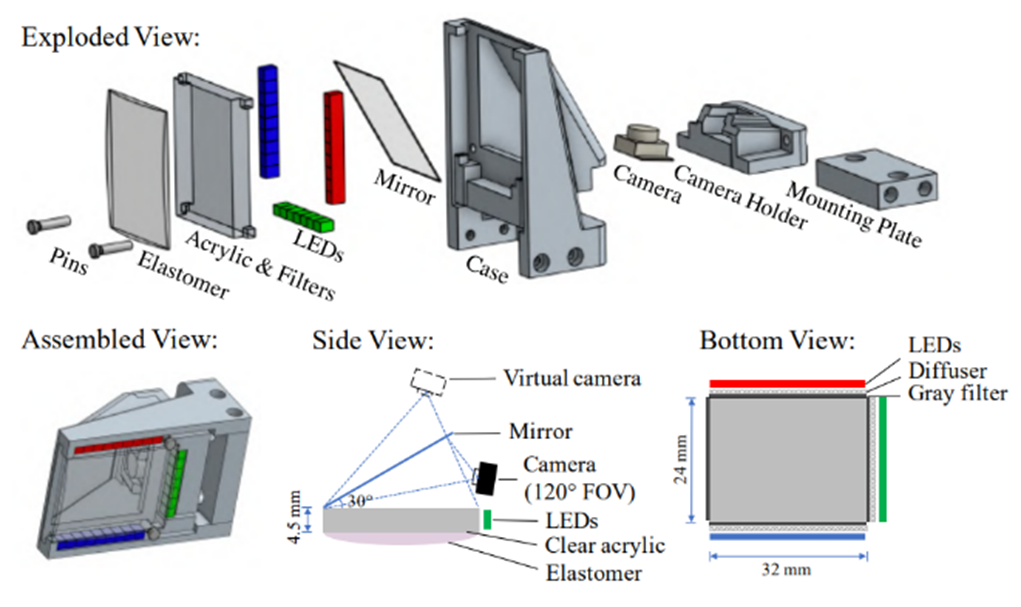 Exploded View:
Pins
Elastomer
Acrylic & Filters
LEDs
Mirror
Case
Camera
Camera Holder
Mounting Plate
Assembled View:
Side View:
Virtual camera
Mirror
Camera
(120° FOV)
30°
4.5 mm
LEDs
Clear acrylic
Elastomer
Bottom View:
LEDs
Diffuser
Gray filter
24 mm
32 mm